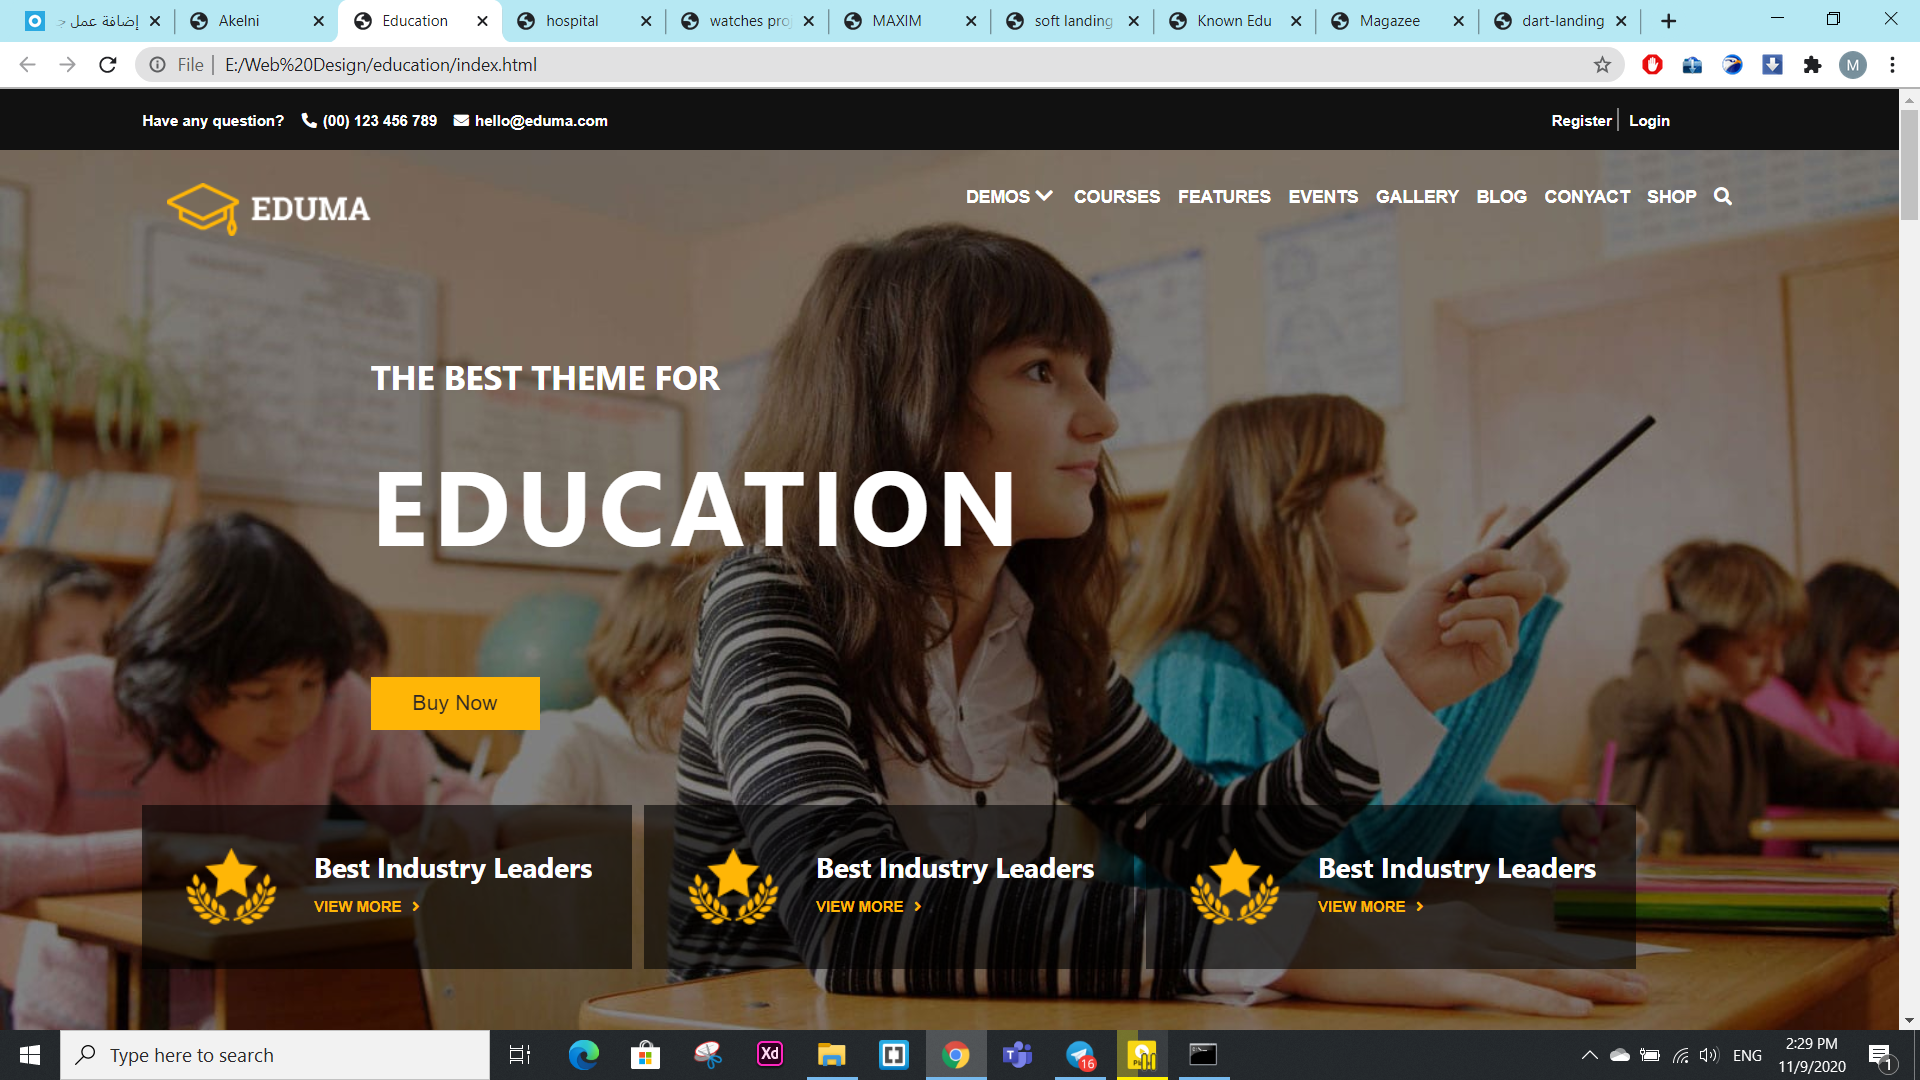 إضافة عمل
Akelni
Education
hospital
watches pro
MAXIM
soft landing
Known Edu
Magazee
dart-landing
File
E:/Web%20Design/education/index.html
M
Have any question?
(00) 123 456 789
hello@eduma.com
Register
Login
EDUMA
DEMOS
COURSES
FEATURES
EVENTS
GALLERY
BLOG
CONYACT
SHOP
THE BEST THEME FOR
EDUCATION
Buy Now
Best Industry Leaders
VIEW MORE
Best Industry Leaders
VIEW MORE
Best Industry Leaders
VIEW MORE
Type here to search
Xd
16
ENG
2:29 PM
11/9/2020
1